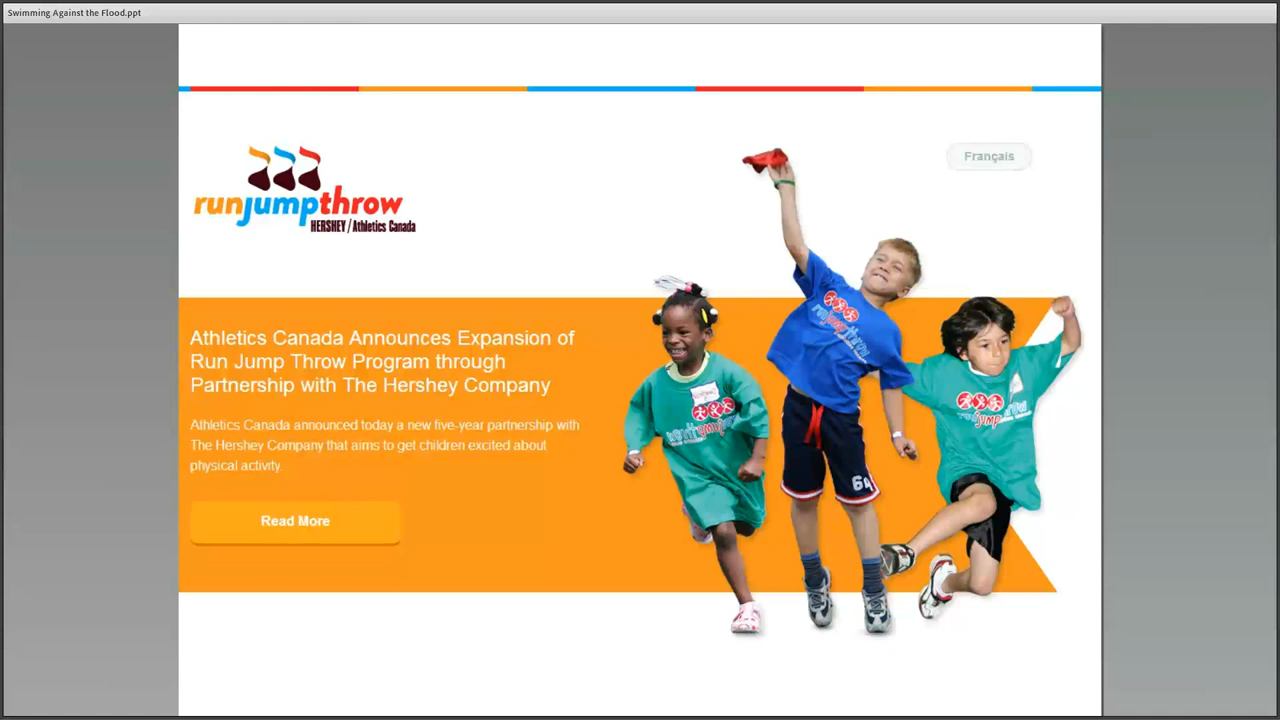 Swimming Against the Flood.ppt
Français
runjumpthrow
HERSHEY / Athletics Canada
Athletics Canada Announces Expansion of
Run Jump Throw Program through
Partnership with The Hershey Company
Athletics Canada announced today a new five-year partnership with
The Hershey Company that aims to get children excited about
physical activity.
Read More
64